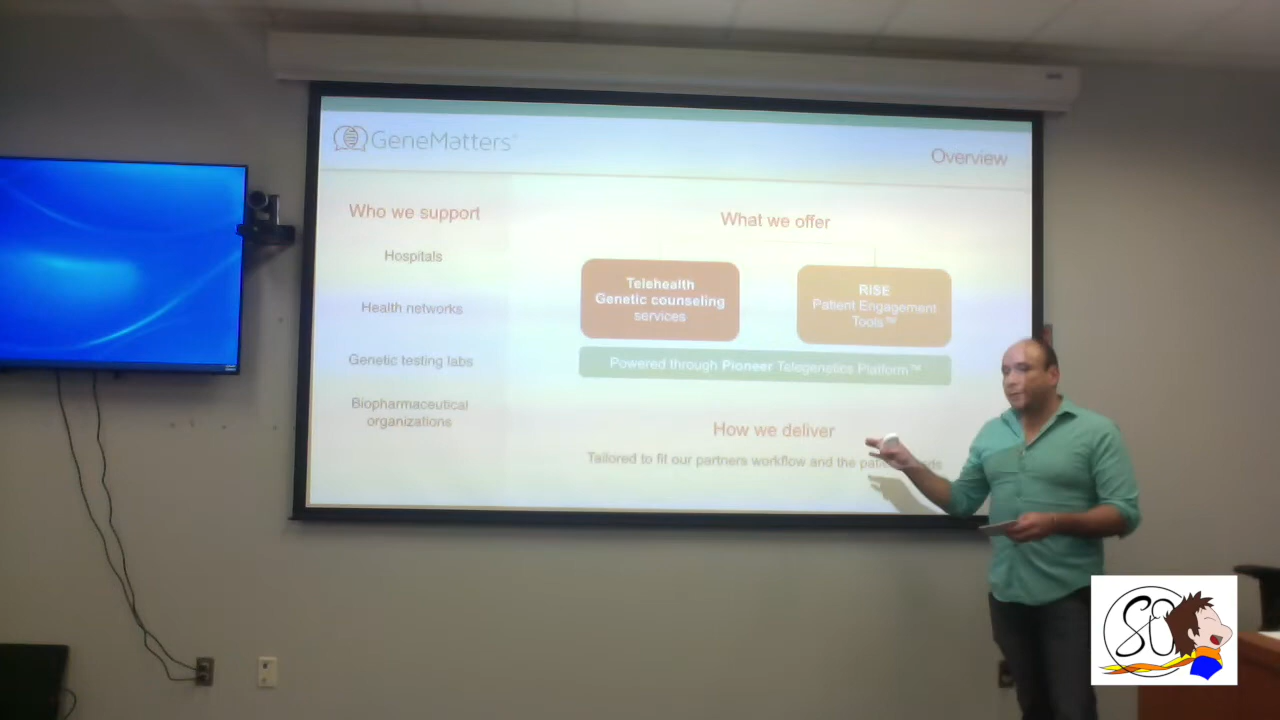 GeneMatters
Overview
Who we support
Hospitals
Health networks
Genetic testing labs
Biopharmaceutical
organizations
What we offer
Telehealth
Genetic counseling
services
RISE
Patient Engagement
Tools™
Powered through Pioneer Telegenetics Platform™
How we deliver
Tailored to fit our partners workflow and the